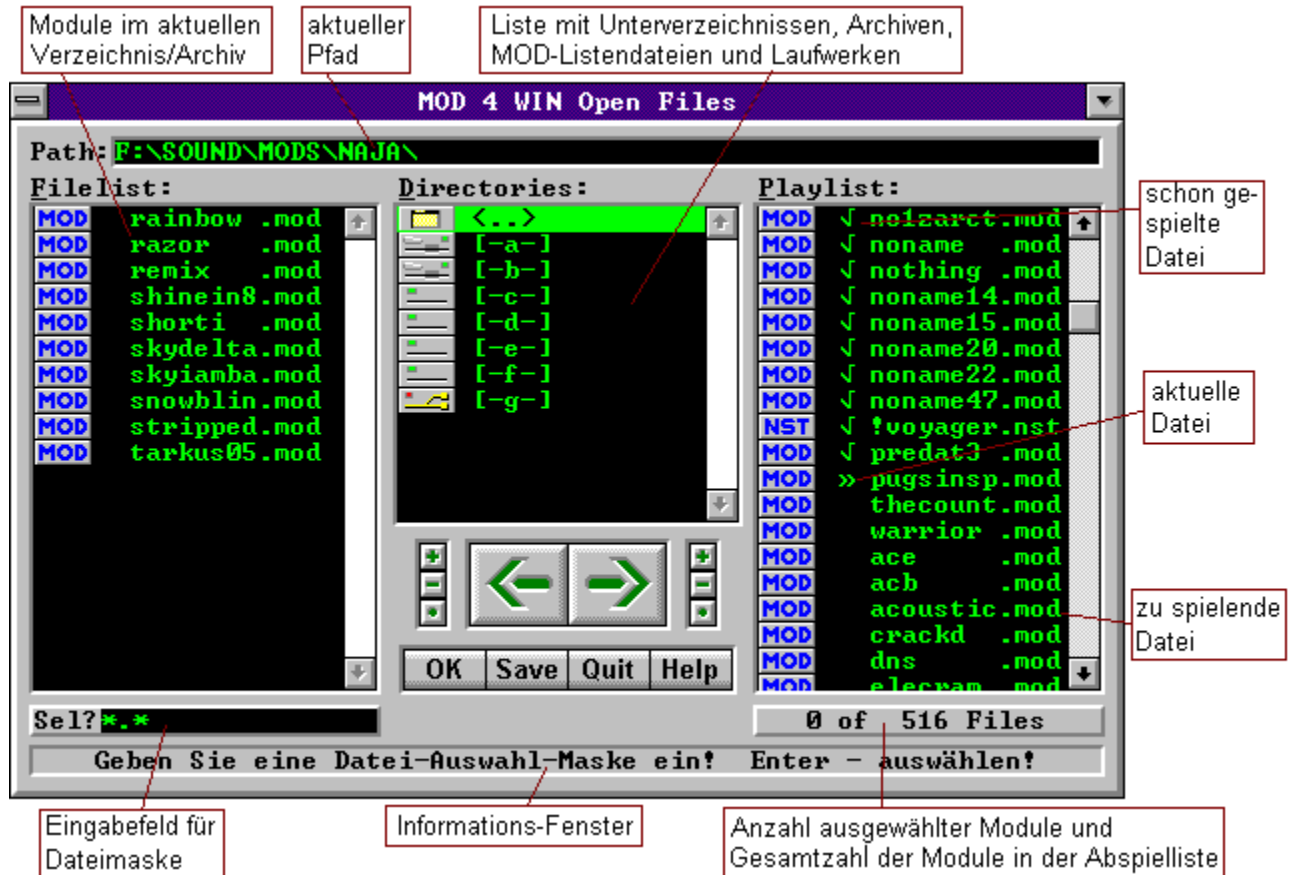 Module im aktuellen
Verzeichnis/Archiv
aktueller
Pfad
Liste mit Unterverzeichnissen, Archiven,
MOD-Listendateien und Laufwerken
MOD 4 WIN Open Files
Path: F:\SOUND\MODS\NAJA\
Filelist:
MOD rainbow .mod
MOD razor .mod
MOD remix .mod
MOD shinein8.mod
MOD shorti .mod
MOD skydelta.mod
MOD skyiamba.mod
MOD snowblin.mod
MOD stripped.mod
MOD tarkus05.mod
Sel? *.*
Directories:
<..>
[-a-]
[-b-]
[-c-]
[-d-]
[-e-]
[-f-]
[-g-]
OK Save Quit Help
Playlist:
MOD √ no1zarct.mod
MOD √ noname .mod
MOD √ nothing .mod
MOD √ noname14.mod
MOD √ noname15.mod
MOD √ noname20.mod
MOD √ noname22.mod
MOD √ noname47.mod
NST √ !voyager.nst
MOD √ predat3 .mod
MOD » pugsinsp.mod
MOD thecount.mod
MOD warrior .mod
MOD ace .mod
MOD acb .mod
MOD acoustic.mod
MOD crackd .mod
MOD dns .mod
MOD elecram .mod
0 of 516 Files
Geben Sie eine Datei-Auswahl-Maske ein! Enter - auswählen!
schon ge-
spielte
Datei
aktuelle
Datei
zu spielende
Datei
Eingabefeld für
Dateimaske
Informations-Fenster
Anzahl ausgewählter Module und
Gesamtzahl der Module in der Abspielliste